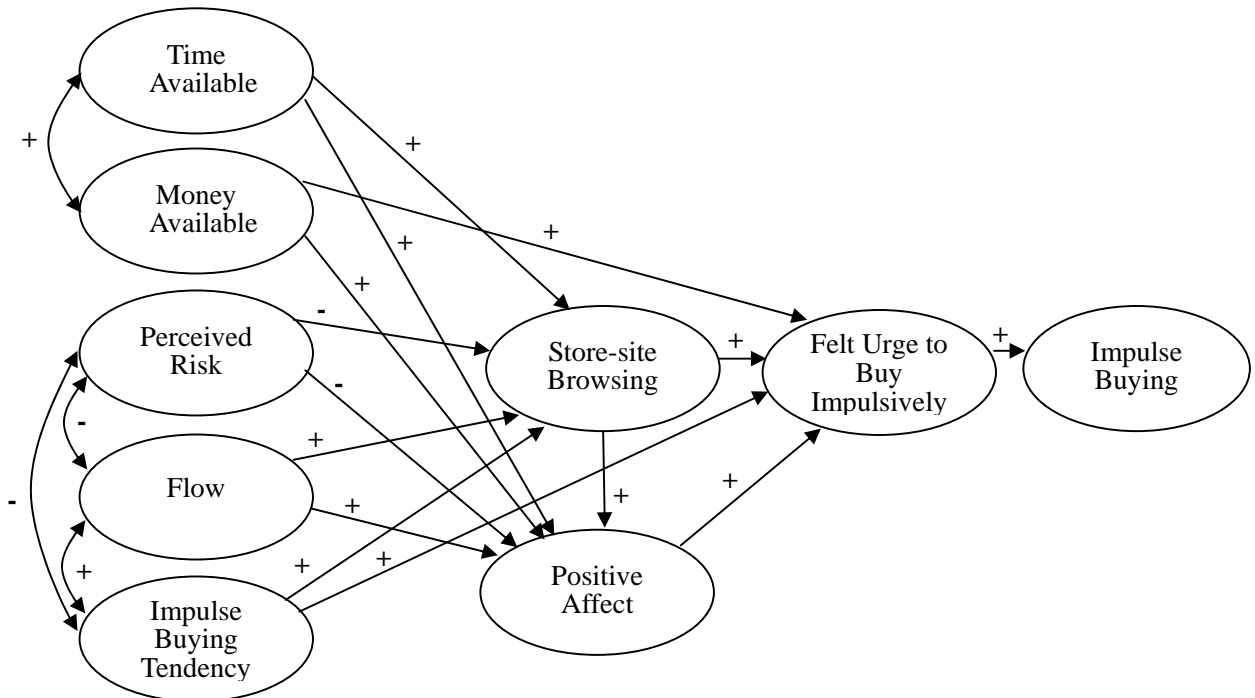 Time
Available
+
+
Money
Available
+
+
+
Perceived
Risk
-
-
-
Store-site
Browsing
+
Felt Urge to
Buy
Impulsively
+
Impulse
Buying
-
Flow
+
+
+
+
+
+
+
Positive
Affect
Impulse
Buying
Tendency